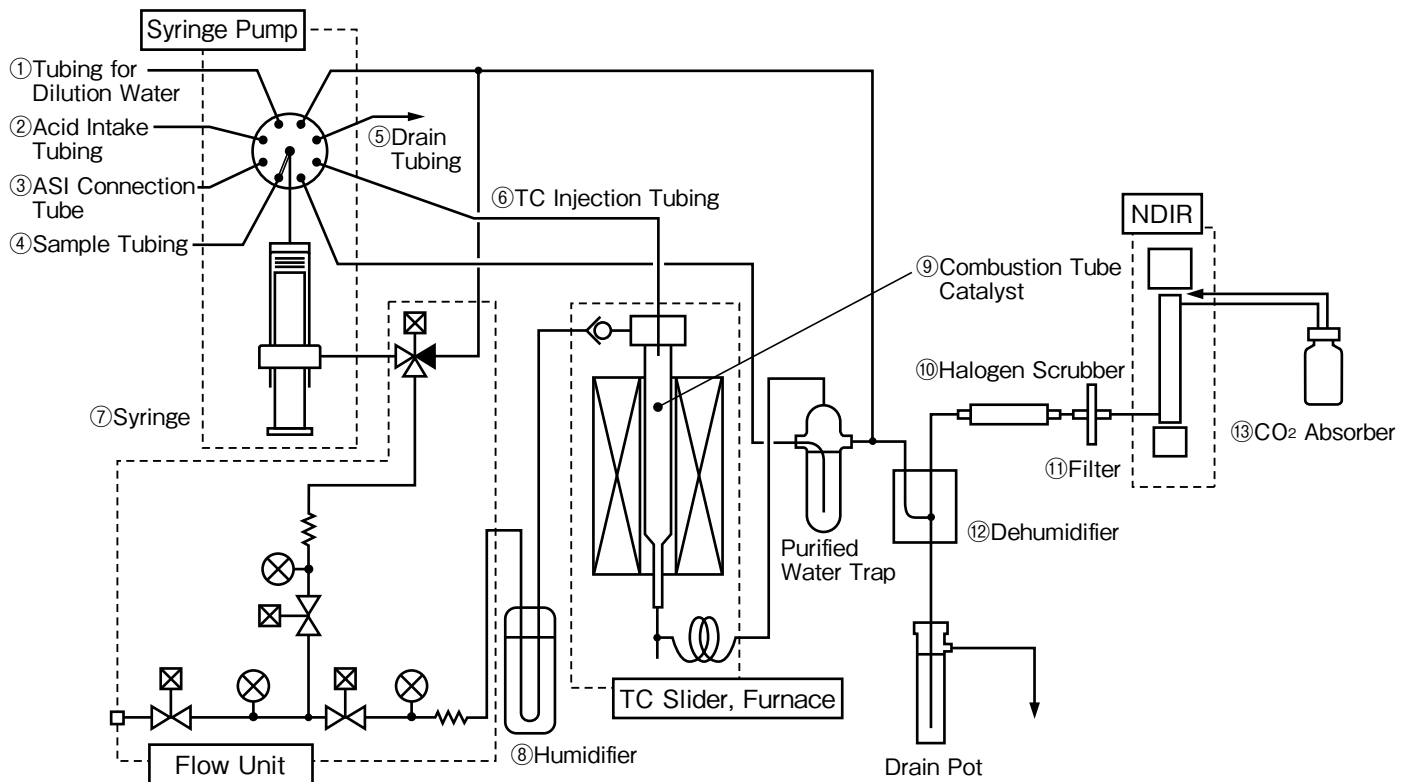 Syringe Pump
①Tubing for
Dilution Water
②Acid Intake
Tubing
③ASI Connection
Tube
④Sample Tubing
⑤Drain
Tubing
⑥TC Injection Tubing
NDIR
⑨Combustion Tube
Catalyst
⑩Halogen Scrubber
⑦Syringe
⑬CO2 Absorber
⑪Filter
⑫Dehumidifier
Purified
Water Trap
TC Slider, Furnace
⑧Humidifier
Flow Unit
Drain Pot